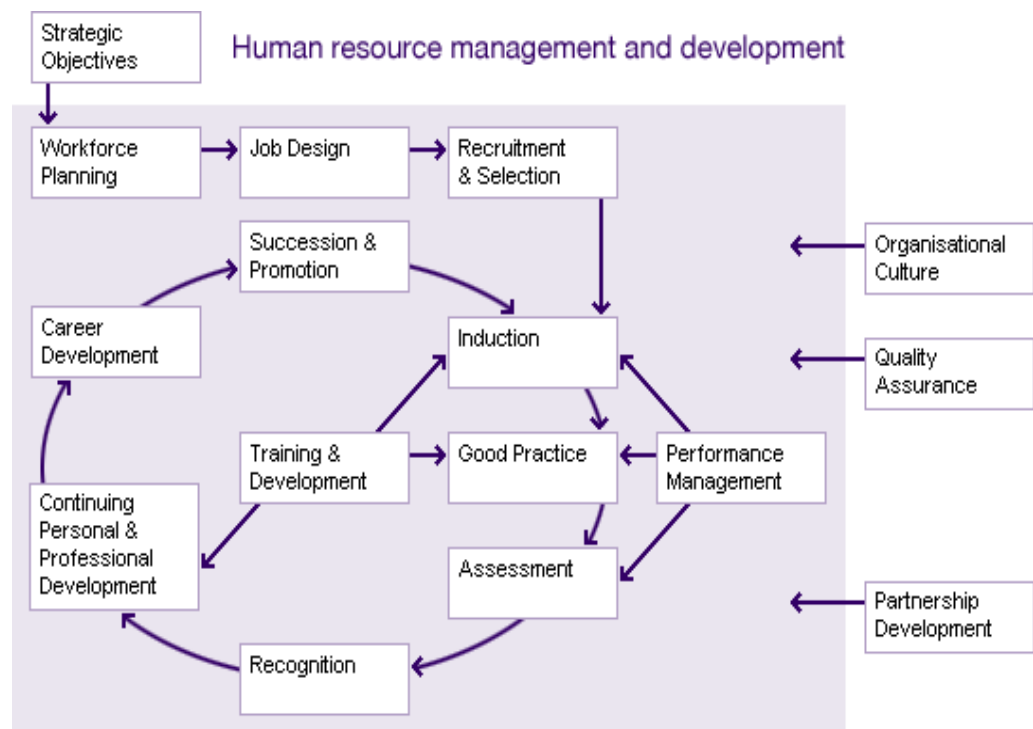 Strategic
Objectives
Human resource management and development
Workforce
Planning
Job Design
Recruitment
& Selection
Succession &
Promotion
Organisational
Culture
Career
Development
Induction
Quality
Assurance
Training &
Development
Good Practice
Performance
Management
Continuing
Personal &
Professional
Development
Assessment
Partnership
Development
Recognition